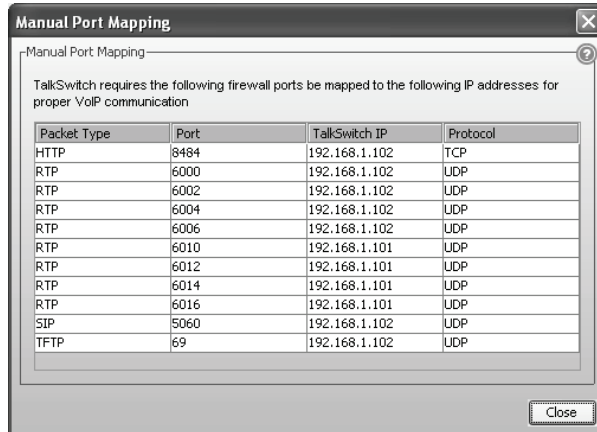 Manual Port Mapping
Manual Port Mapping
TalkSwitch requires the following firewall ports be mapped to the following IP addresses for
proper VoIP communication
Packet Type Port TalkSwitch IP Protocol
HTTP 8484 192.168.1.102 TCP
RTP 6000 192.168.1.102 UDP
RTP 6002 192.168.1.102 UDP
RTP 6004 192.168.1.102 UDP
RTP 6006 192.168.1.102 UDP
RTP 6010 192.168.1.101 UDP
RTP 6012 192.168.1.101 UDP
RTP 6014 192.168.1.101 UDP
RTP 6016 192.168.1.101 UDP
SIP 5060 192.168.1.102 UDP
TFTP 69 192.168.1.102 UDP
Close